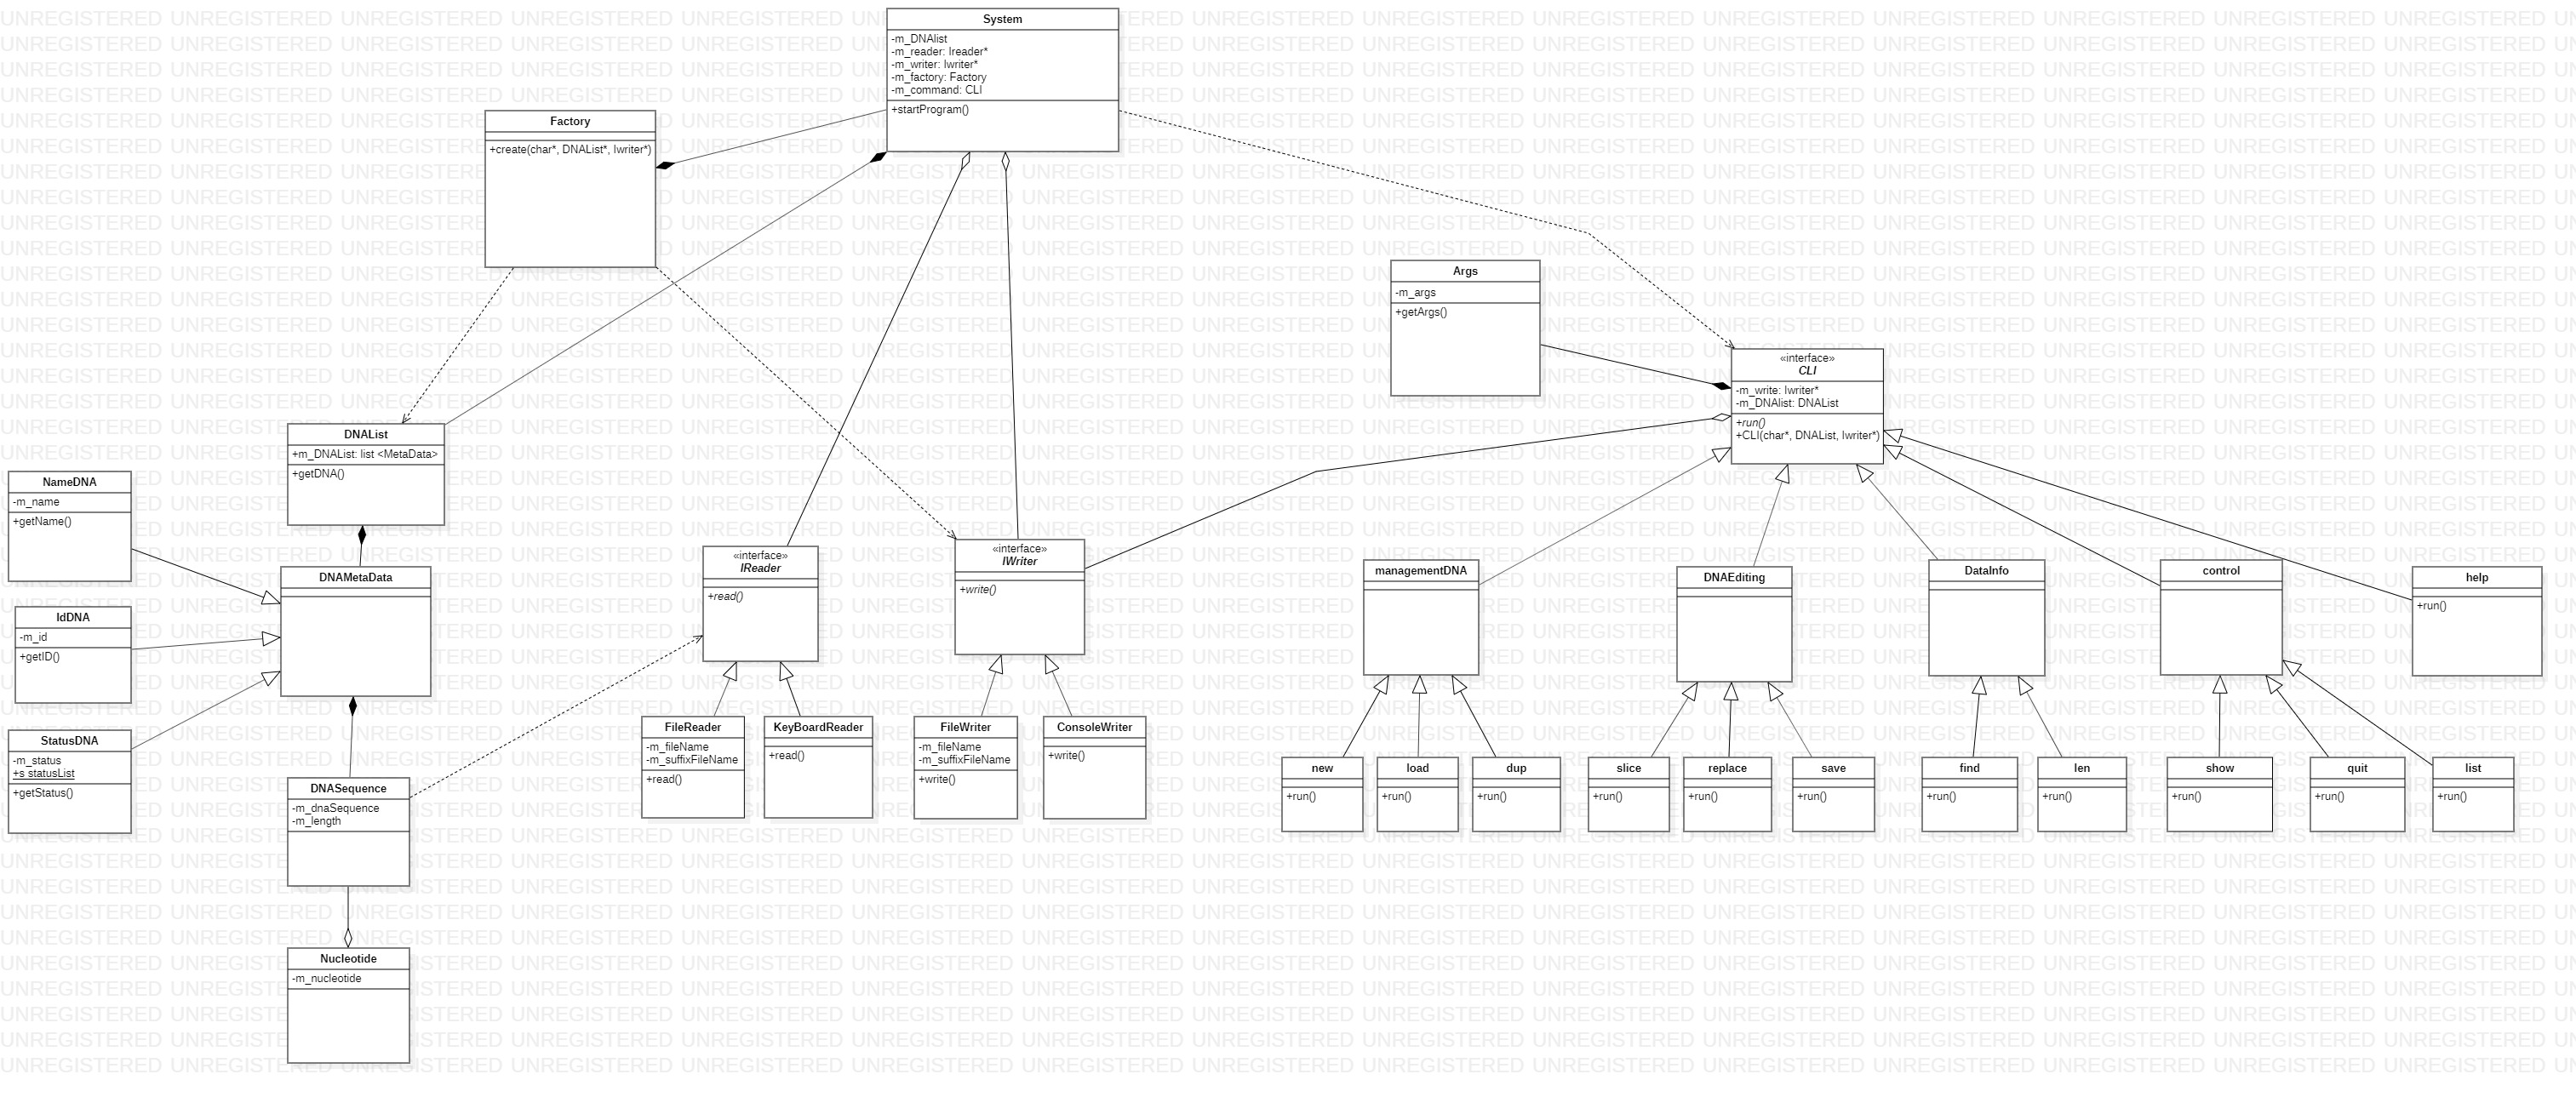 System
-m_DNAlist
-m_reader: Ireader*
-m_writer: Iwriter*
-m_factory: Factory
-m_command: CLI
+startProgram()
Factory
+create(char*, DNAList*, Iwriter*)
Args
-m_args
+getArgs()
«interface»
CLI
-m_write: Iwriter*
-m_DNAlist: DNAList
+run()
+CLI(char*, DNAList, Iwriter*)
DNAList
+m_DNAList: list <MetaData>
+getDNA()
NameDNA
-m_name
+getName()
DNAMetaData
IdDNA
-m_id
+getID()
StatusDNA
-m_status
+s statusList
+getStatus()
DNASequence
-m_dnaSequence
-m_length
Nucleotide
-m_nucleotide
«interface»
IReader
+read()
«interface»
IWriter
+write()
FileReader
-m_fileName
-m_suffixFileName
+read()
KeyBoardReader
+read()
FileWriter
-m_fileName
-m_suffixFileName
+write()
ConsoleWriter
+write()
managementDNA
DNAEditing
DataInfo
control
help
+run()
new
+run()
load
+run()
dup
+run()
slice
+run()
replace
+run()
save
+run()
find
+run()
len
+run()
show
+run()
quit
+run()
list
+run()
UNREGISTERED